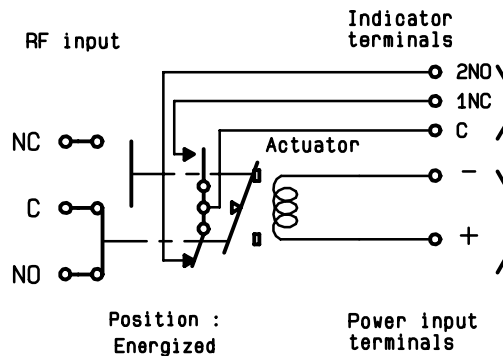 RF input
Indicator
terminals
2NO
1NC
C
Actuator
NC
C
NO
-
+
Position :
Energized
Power input
terminals